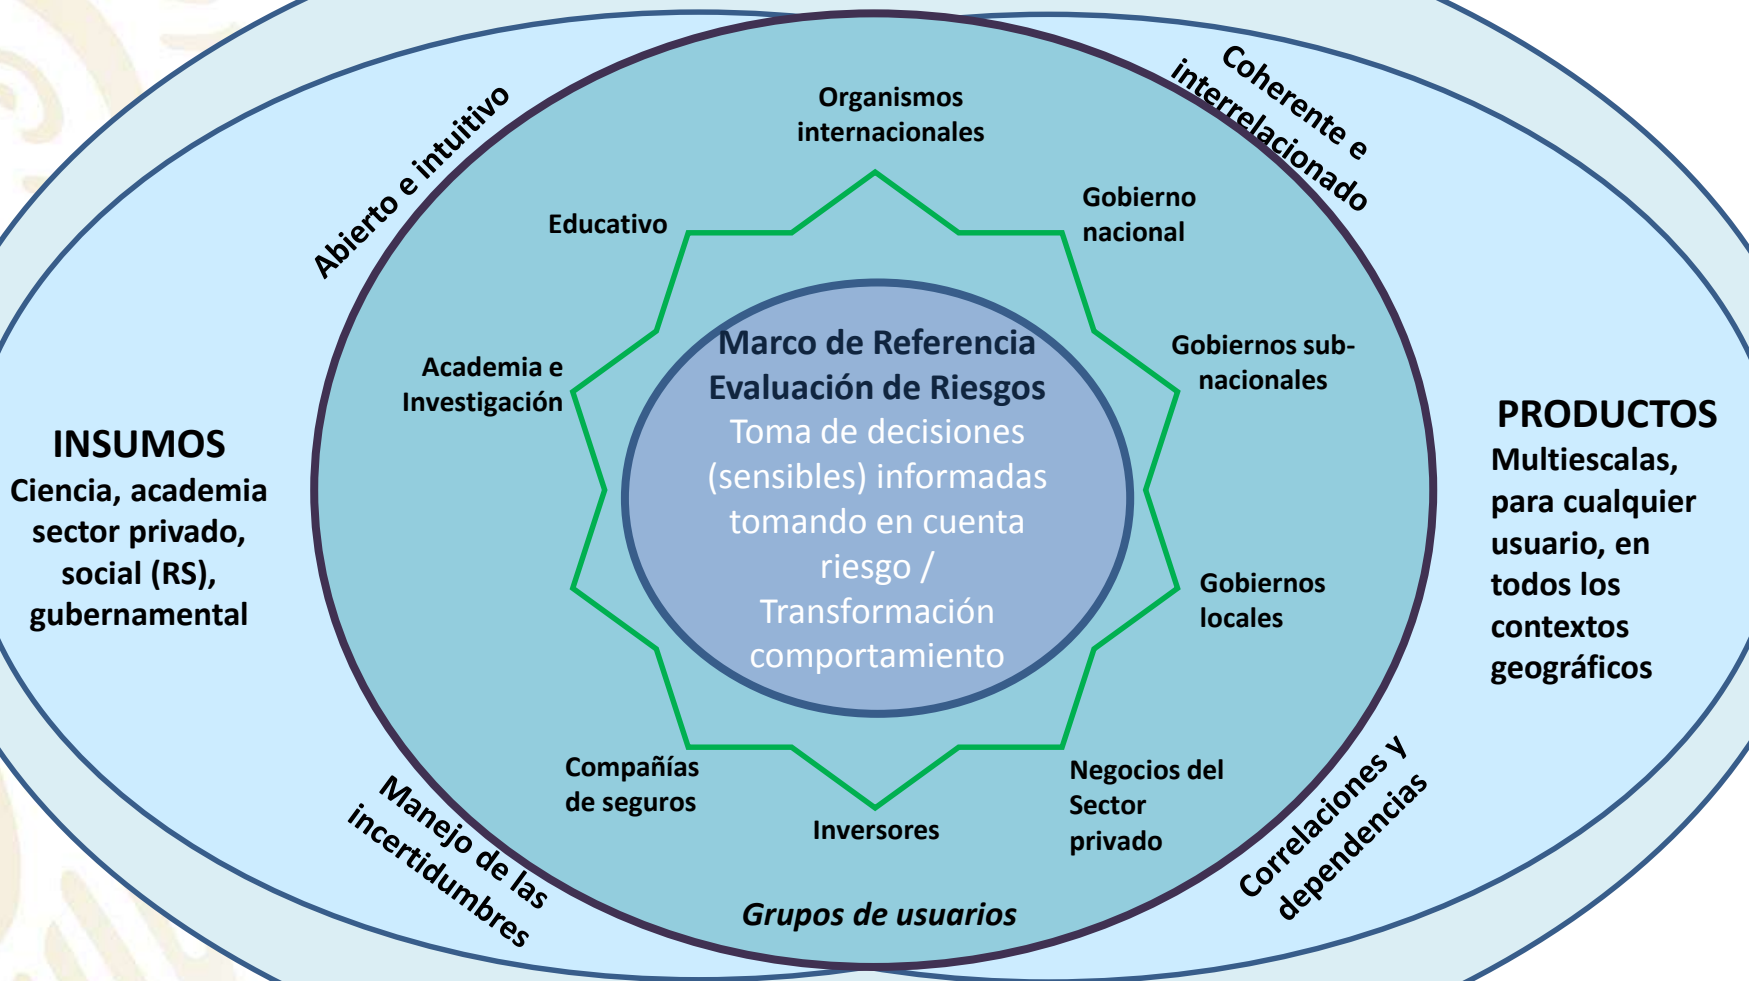 Abierto e intuitivo
Coherente e
interrelacionado
Organismos
internacionales
Educativo
Gobierno
nacional
Academia e
Investigación
Gobiernos sub-
nacionales
Marco de Referencia
Evaluación de Riesgos
Toma de decisiones
(sensibles) informadas
tomando en cuenta
riesgo /
Transformación
comportamiento
INSUMOS
Ciencia, academia
sector privado,
social (RS),
gubernamental
PRODUCTOS
Multiescalas,
para cualquier
usuario, en
todos los
contextos
geográficos
Gobiernos
locales
Compañías
de seguros
Inversores
Negocios del
Sector
privado
Manejo de las
incertidumbres
Correlaciones y
dependencias
Grupos de usuarios